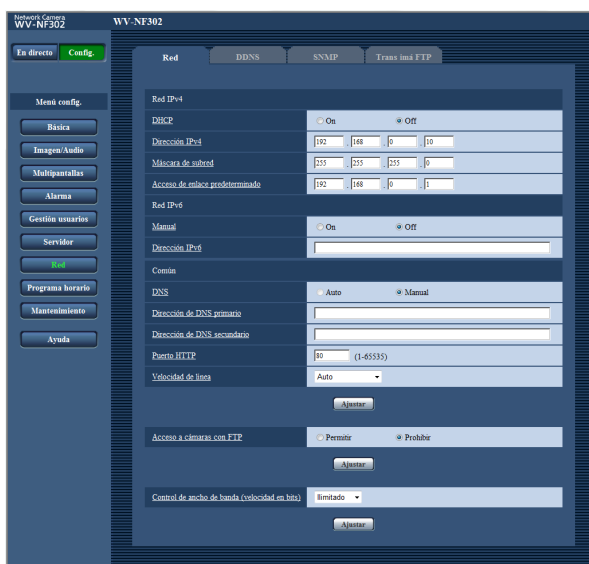 Network Camera
WV-NF302
WV-NF302
En directo Config.
Red DDNS SNMP Trans imá FTP
Menú config.
Básica
Imagen/Audio
Multipantallas
Alarma
Gestión usuarios
Servidor
Red
Programa horario
Mantenimiento
Ayuda
Red IPv4
DHCP On Off
Dirección IPv4 192 . 168 . 0 . 10
Máscara de subred 255 . 255 . 255 . 0
Acceso de enlace predeterminado 192 . 168 . 0 . 1
Red IPv6
Manual On Off
Dirección IPv6
Común
DNS Auto Manual
Dirección de DNS primario
Dirección de DNS secundario
Puerto HTTP 80 (1-65535)
Velocidad de línea Auto
Ajustar
Acceso a cámaras con FTP Permitir Prohibir
Ajustar
Control de ancho de banda (velocidad en bits) Ilimitado
Ajustar